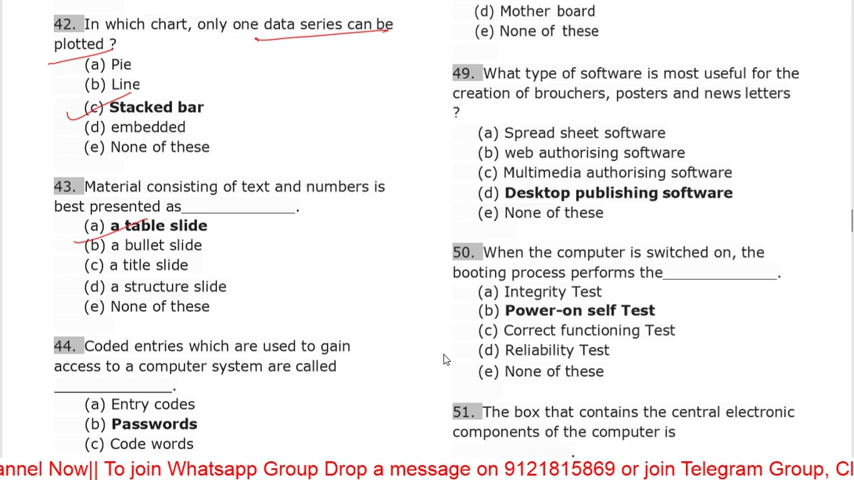 42. In which chart, only one data series can be
plotted ?
(a) Pie
(b) Line
(c) Stacked bar
(d) embedded
(e) None of these
43. Material consisting of text and numbers is
best presented as______________.
(a) a table slide
(b) a bullet slide
(c) a title slide
(d) a structure slide
(e) None of these
44. Coded entries which are used to gain
access to a computer system are called
______________.
(a) Entry codes
(b) Passwords
(c) Code words
(d) Mother board
(e) None of these
49. What type of software is most useful for the
creation of brouchers, posters and news letters
?
(a) Spread sheet software
(b) web authorising software
(c) Multimedia authorising software
(d) Desktop publishing software
(e) None of these
50. When the computer is switched on, the
booting process performs the______________.
(a) Integrity Test
(b) Power-on self Test
(c) Correct functioning Test
(d) Reliability Test
(e) None of these
51. The box that contains the central electronic
components of the computer is
annel Now|| To join Whatsapp Group Drop a message on 9121815869 or join Telegram Group, Cl